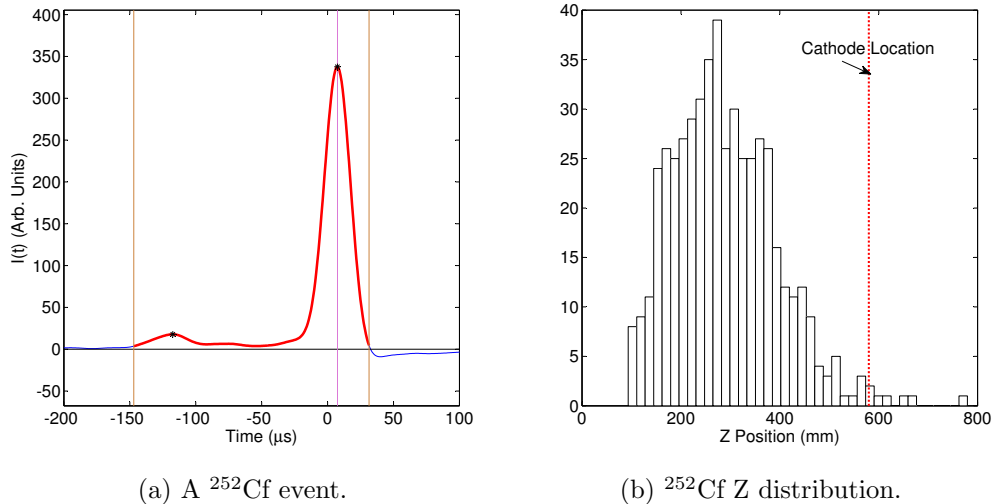 400
350
300
250
200
150
100
50
0
-50
I(t) (Arb. Units)
-200 -150 -100 -50 0 50 100
Time (µs)
(a) A ²⁵²Cf event.
40
35
30
25
20
15
10
5
0
Cathode Location
0 200 400 600 800
Z Position (mm)
(b) ²⁵²Cf Z distribution.